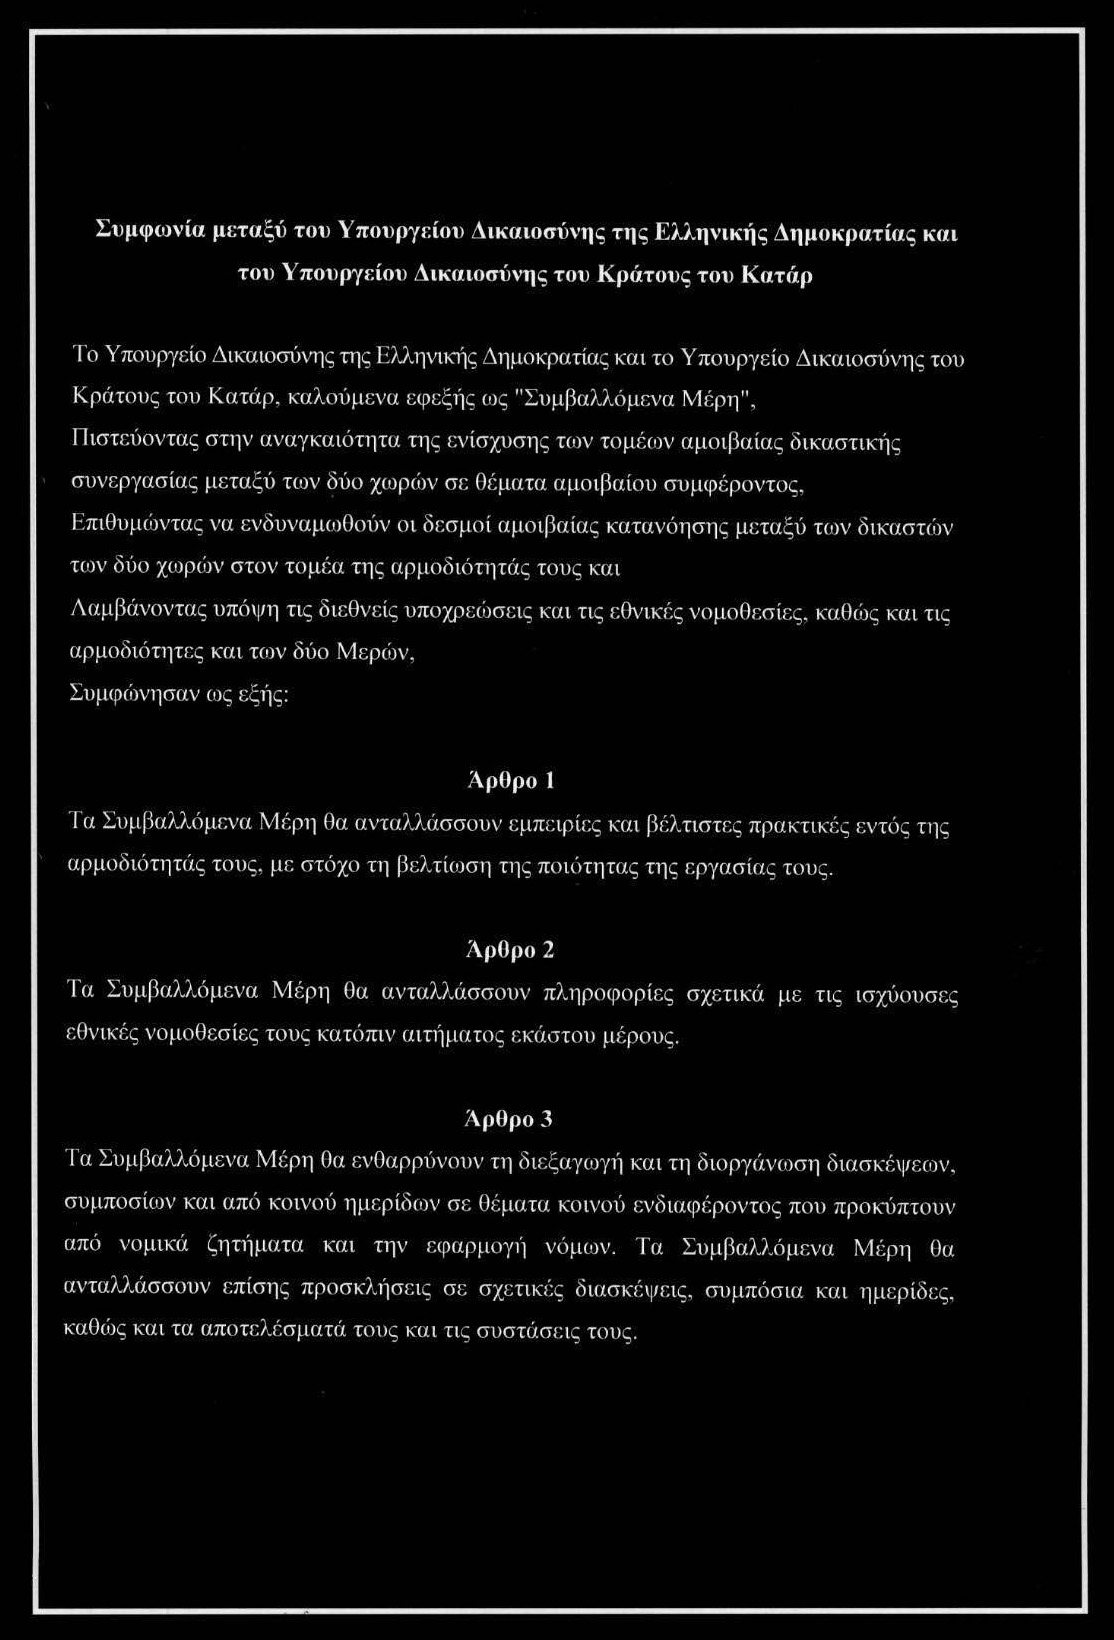 Συμφωνία μεταξύ του Υπουργείου Δικαιοσύνης της Ελληνικής Δημοκρατίας και
του Υπουργείου Δικαιοσύνης του Κράτους του Κατάρ
Το Υπουργείο Δικαιοσύνης της Ελληνικής Δημοκρατίας και το Υπουργείο Δικαιοσύνης του
Κράτους του Κατάρ, καλούμενα εφεξής ως "Συμβαλλόμενα Μέρη",
Πιστεύοντας στην αναγκαιότητα της ενίσχυσης των τομέων αμοιβαίας δικαστικής
συνεργασίας μεταξύ των δύο χωρών σε θέματα αμοιβαίου συμφέροντος,
Επιθυμώντας να ενδυναμωθούν οι δεσμοί αμοιβαίας κατανόησης μεταξύ των δικαστών
των δύο χωρών στον τομέα της αρμοδιότητάς τους και
Λαμβάνοντας υπόψη τις διεθνείς υποχρεώσεις και τις εθνικές νομοθεσίες, καθώς και τις
αρμοδιότητες και των δύο Μερών,
Συμφώνησαν ως εξής:
Άρθρο 1
Τα Συμβαλλόμενα Μέρη θα ανταλλάσσουν εμπειρίες και βέλτιστες πρακτικές εντός της
αρμοδιότητάς τους, με στόχο τη βελτίωση της ποιότητας της εργασίας τους.
Άρθρο 2
Τα Συμβαλλόμενα Μέρη θα ανταλλάσσουν πληροφορίες σχετικά με τις ισχύουσες
εθνικές νομοθεσίες τους κατόπιν αιτήματος εκάστου μέρους.
Άρθρο 3
Τα Συμβαλλόμενα Μέρη θα ενθαρρύνουν τη διεξαγωγή και τη διοργάνωση διασκέψεων,
συμποσίων και από κοινού ημερίδων σε θέματα κοινού ενδιαφέροντος που προκύπτουν
από νομικά ζητήματα και την εφαρμογή νόμων. Τα Συμβαλλόμενα Μέρη θα
ανταλλάσσουν επίσης προσκλήσεις σε σχετικές διασκέψεις, συμπόσια και ημερίδες,
καθώς και τα αποτελέσματά τους και τις συστάσεις τους.